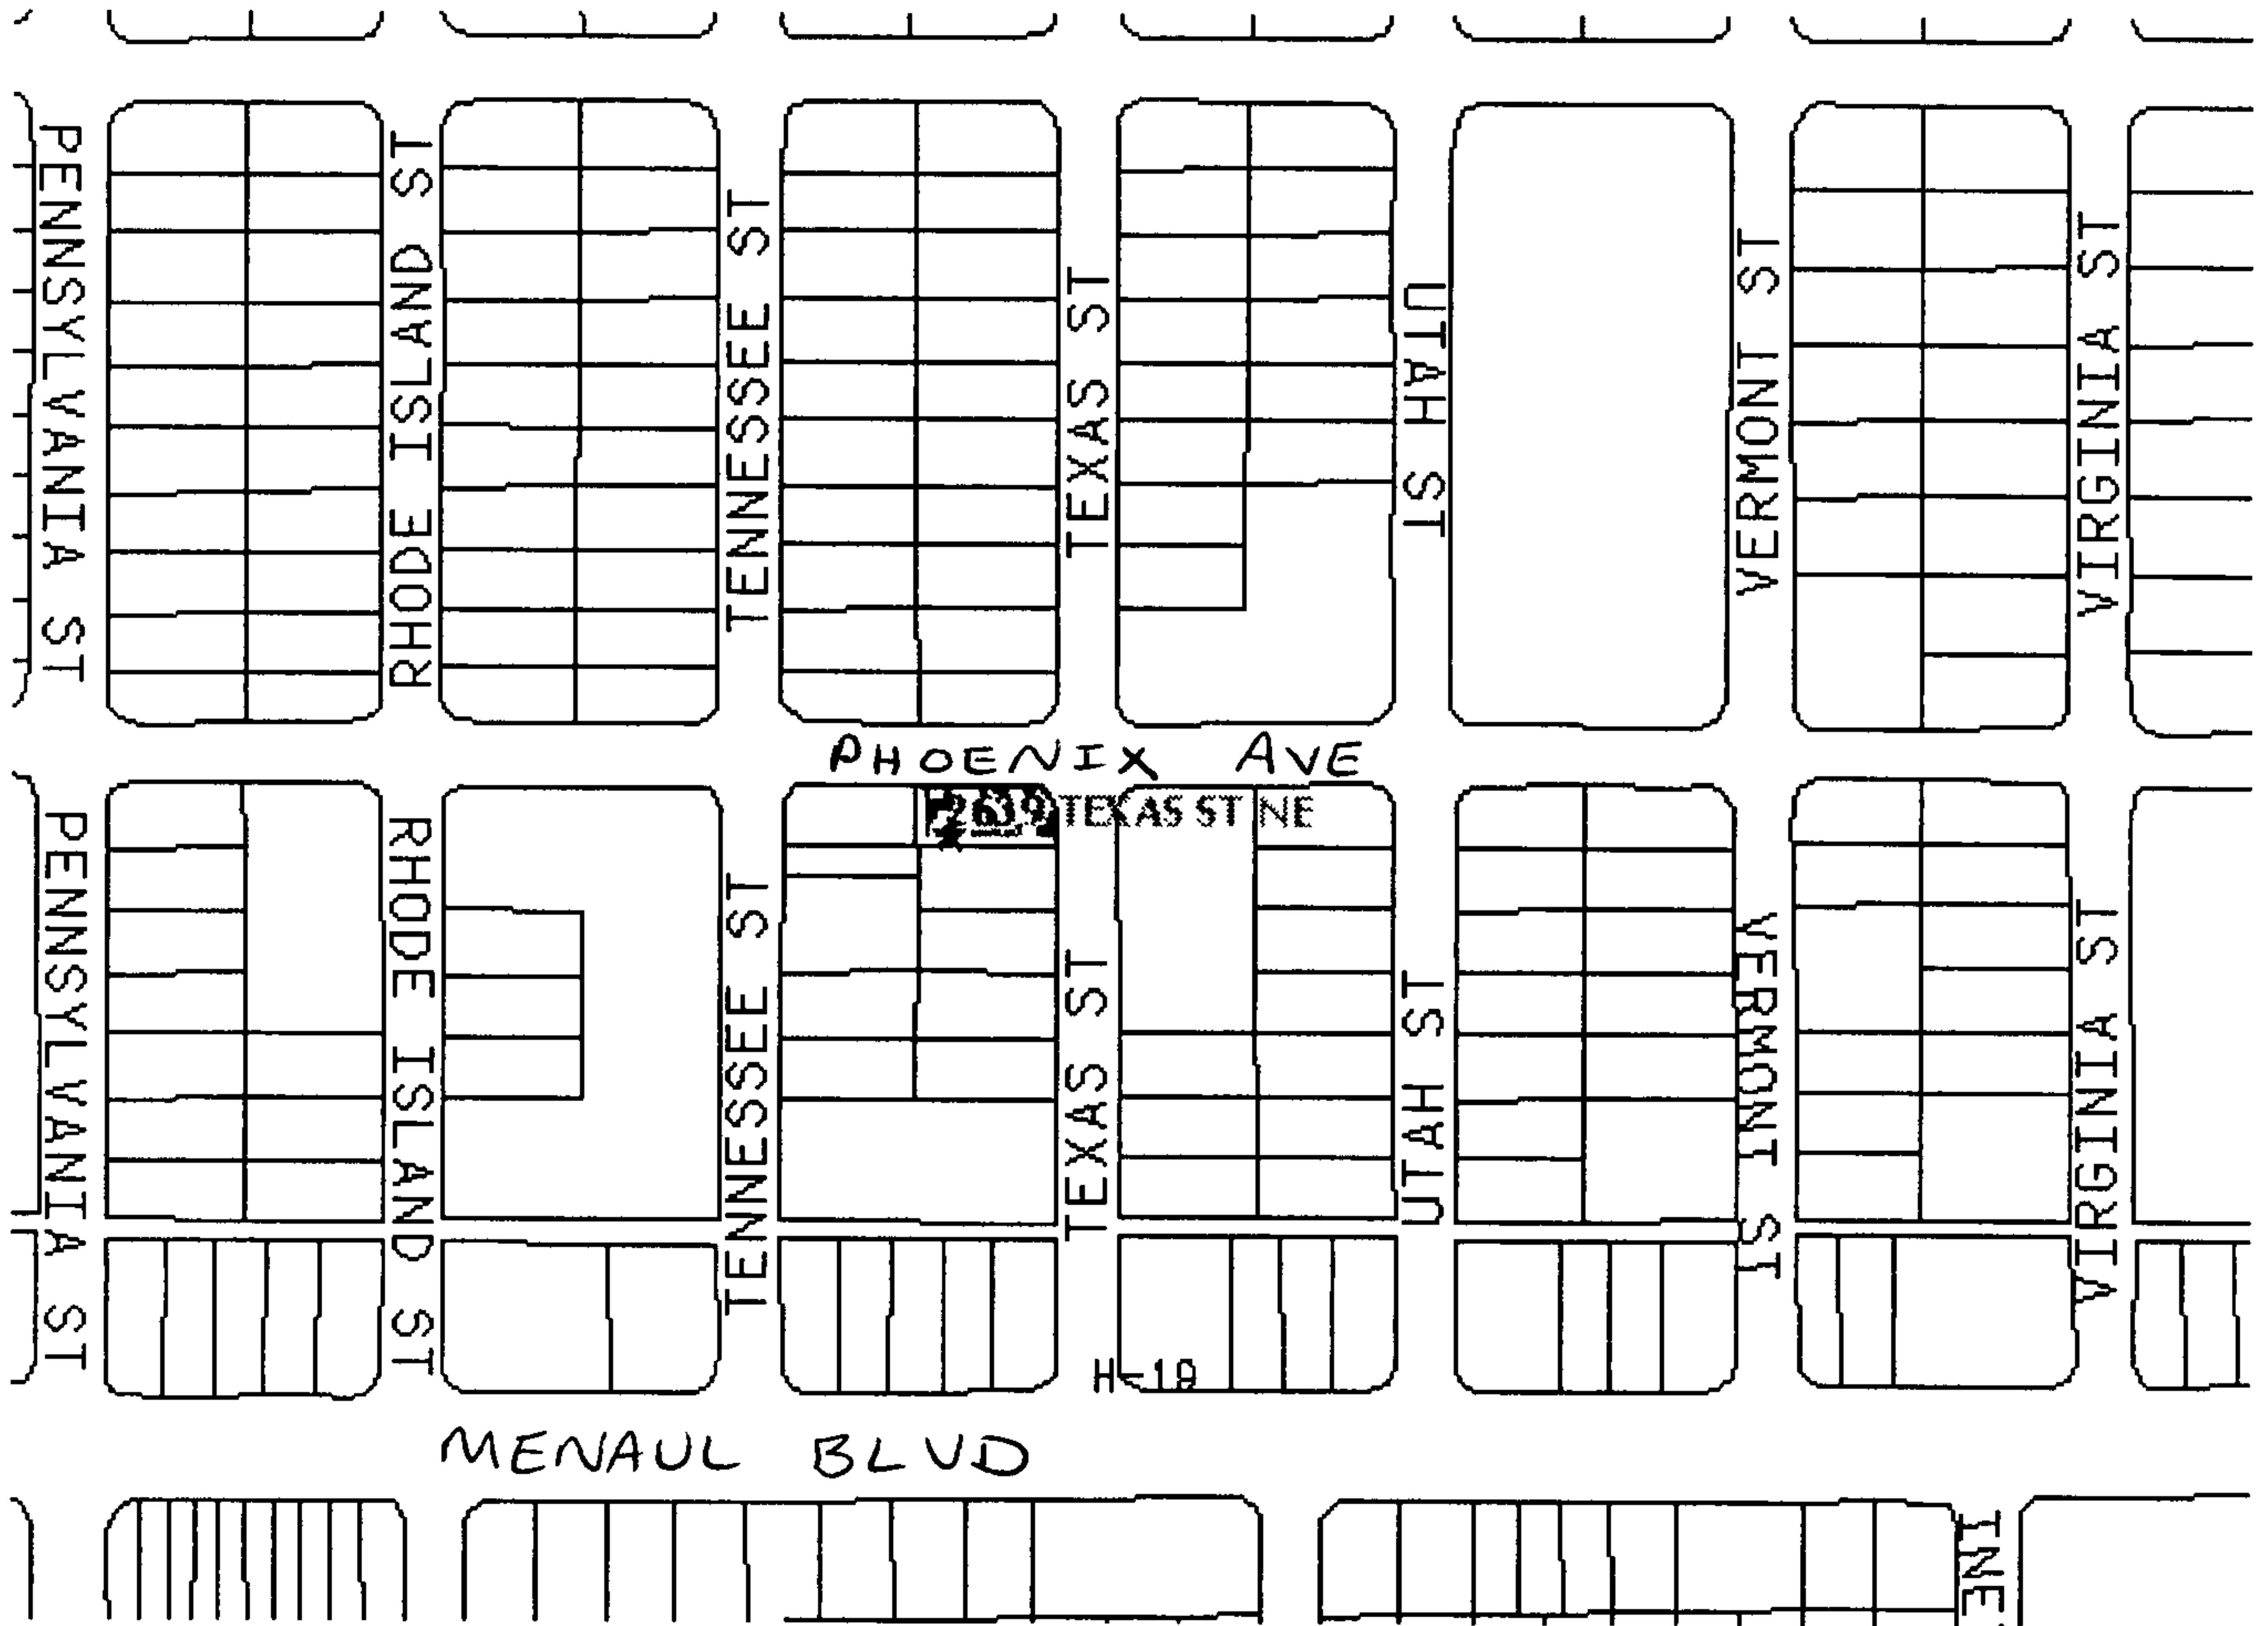 PENNSYLVANIA ST
RHODE ISLAND ST
TENNESSEE ST
TEXAS ST
UTAH ST
VERMONT ST
VIRGINIA ST
PHOENIX AVE
2639 TEXAS ST NE
PENNSYLVANIA ST
RHODE ISLAND ST
TENNESSEE ST
TEXAS ST
UTAH ST
VERMONT ST
VIRGINIA ST
H-19
MENAUL BLVD